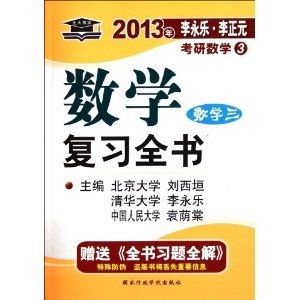 2013年 李永乐·李正元
考研数学③
数学
数学三
复习全书
主编 北京大学 刘西垣
清华大学 李永乐
中国人民大学 袁荫棠
赠送《全书习题全解》
特殊防伪 盗版书将丢失重要信息
国家行政学院出版社